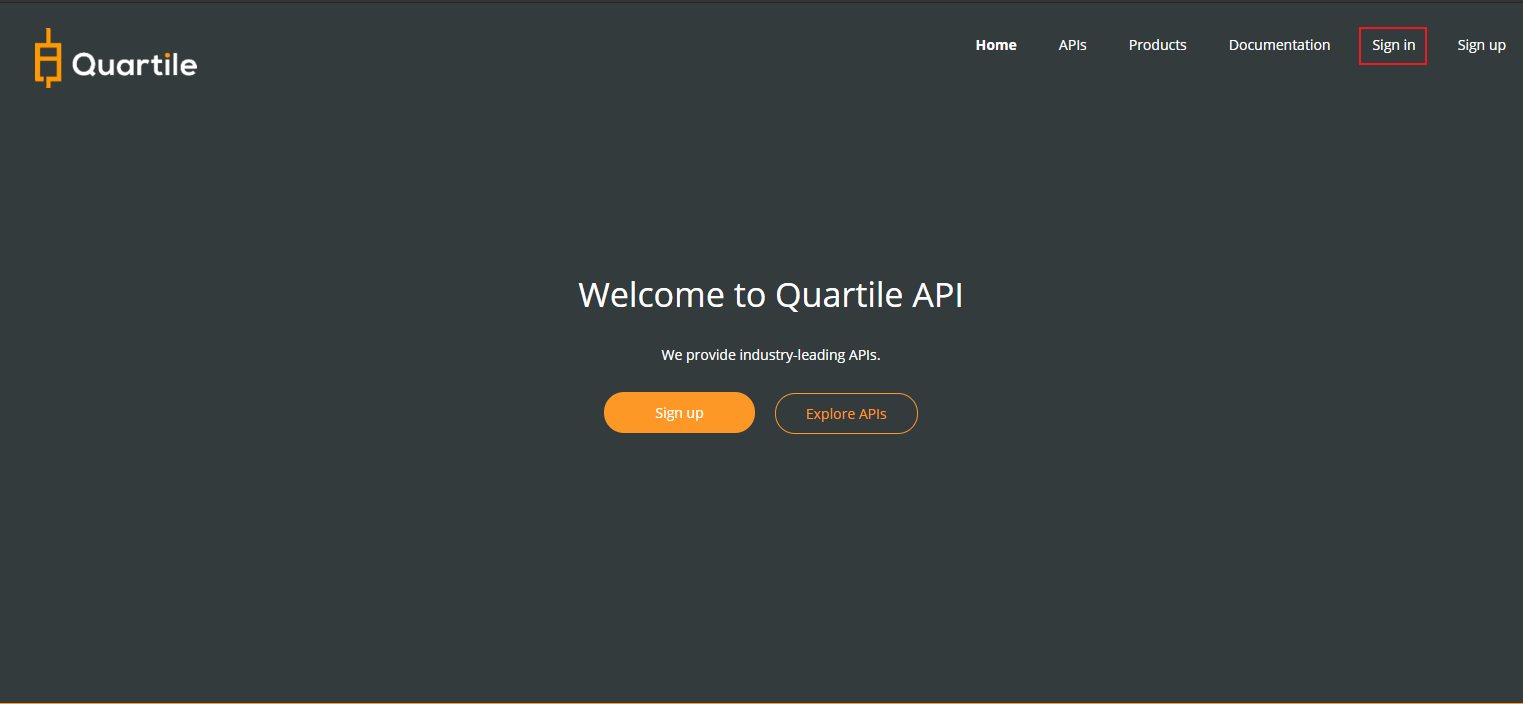 Quartile
Home APIs Products Documentation Sign in Sign up
Welcome to Quartile API
We provide industry-leading APIs.
Sign up Explore APIs